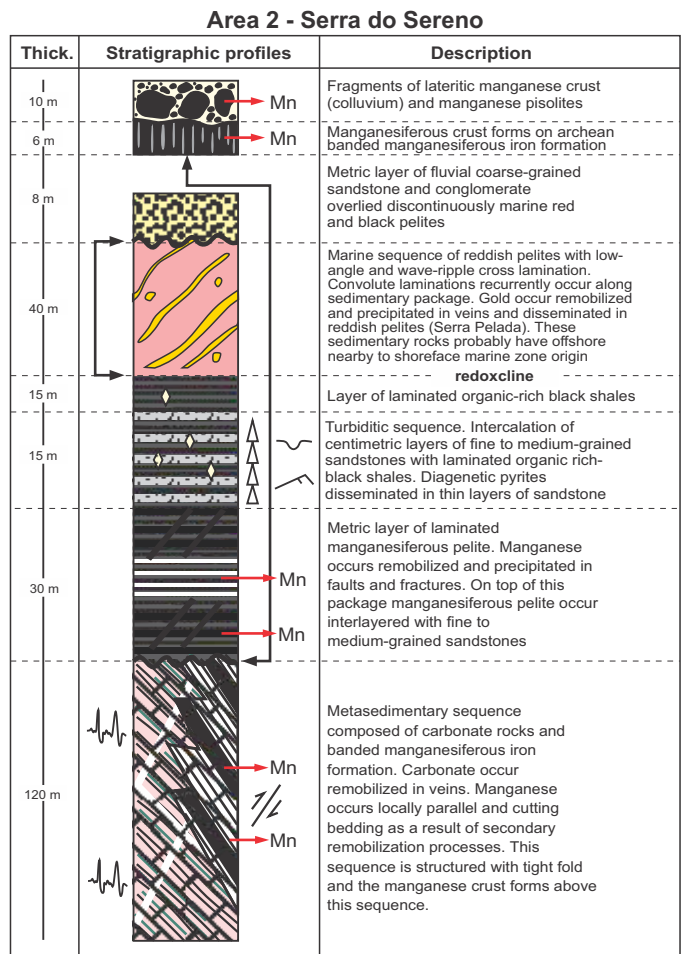 Area 2 - Serra do Sereno
Thick.
Stratigraphic profiles
Description
10 m
Mn
Fragments of lateritic manganese crust
(colluvium) and manganese pisolites
6 m
Mn
Manganesiferous crust forms on archean
banded manganesiferous iron formation
8 m
Metric layer of fluvial coarse-grained
sandstone and conglomerate
overlied discontinuously marine red
and black pelites
40 m
Marine sequence of reddish pelites with low-
angle and wave-ripple cross lamination.
Convolute laminations recurrently occur along
sedimentary package. Gold occur remobilized
and precipitated in veins and disseminated in
reddish pelites (Serra Pelada). These
sedimentary rocks probably have offshore
nearby to shoreface marine zone origin
redoxcline
15 m
Layer of laminated organic-rich black shales
15 m
Turbiditic sequence. Intercalation of
centimetric layers of fine to medium-grained
sandstones with laminated organic rich-
black shales. Diagenetic pyrites
disseminated in thin layers of sandstone
30 m
Mn
Mn
Metric layer of laminated
manganesiferous pelite. Manganese
occurs remobilized and precipitated in
faults and fractures. On top of this
package manganesiferous pelite occur
interlayered with fine to
medium-grained sandstones
120 m
Mn
Mn
Metasedimentary sequence
composed of carbonate rocks and
banded manganesiferous iron
formation. Carbonate occur
remobilized in veins. Manganese
occurs locally parallel and cutting
bedding as a result of secondary
remobilization processes. This
sequence is structured with tight fold
and the manganese crust forms above
this sequence.